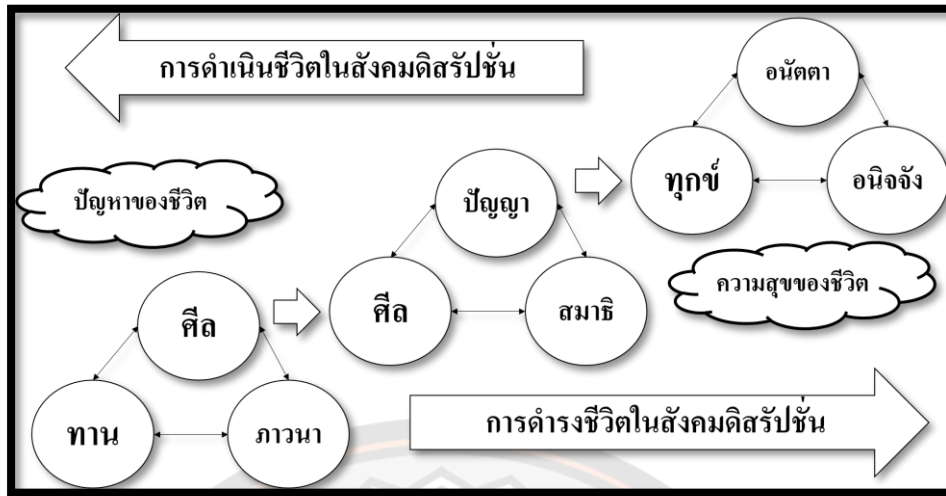 การดำเนินชีวิตในสังคมดิสรัปชั่น
อนัตตา
ทุกข์
อนิจจัง
ปัญหาของชีวิต
ปัญญา
ศีล
สมาธิ
ความสุขของชีวิต
ศีล
ทาน
ภาวนา
การดำรงชีวิตในสังคมดิสรัปชั่น